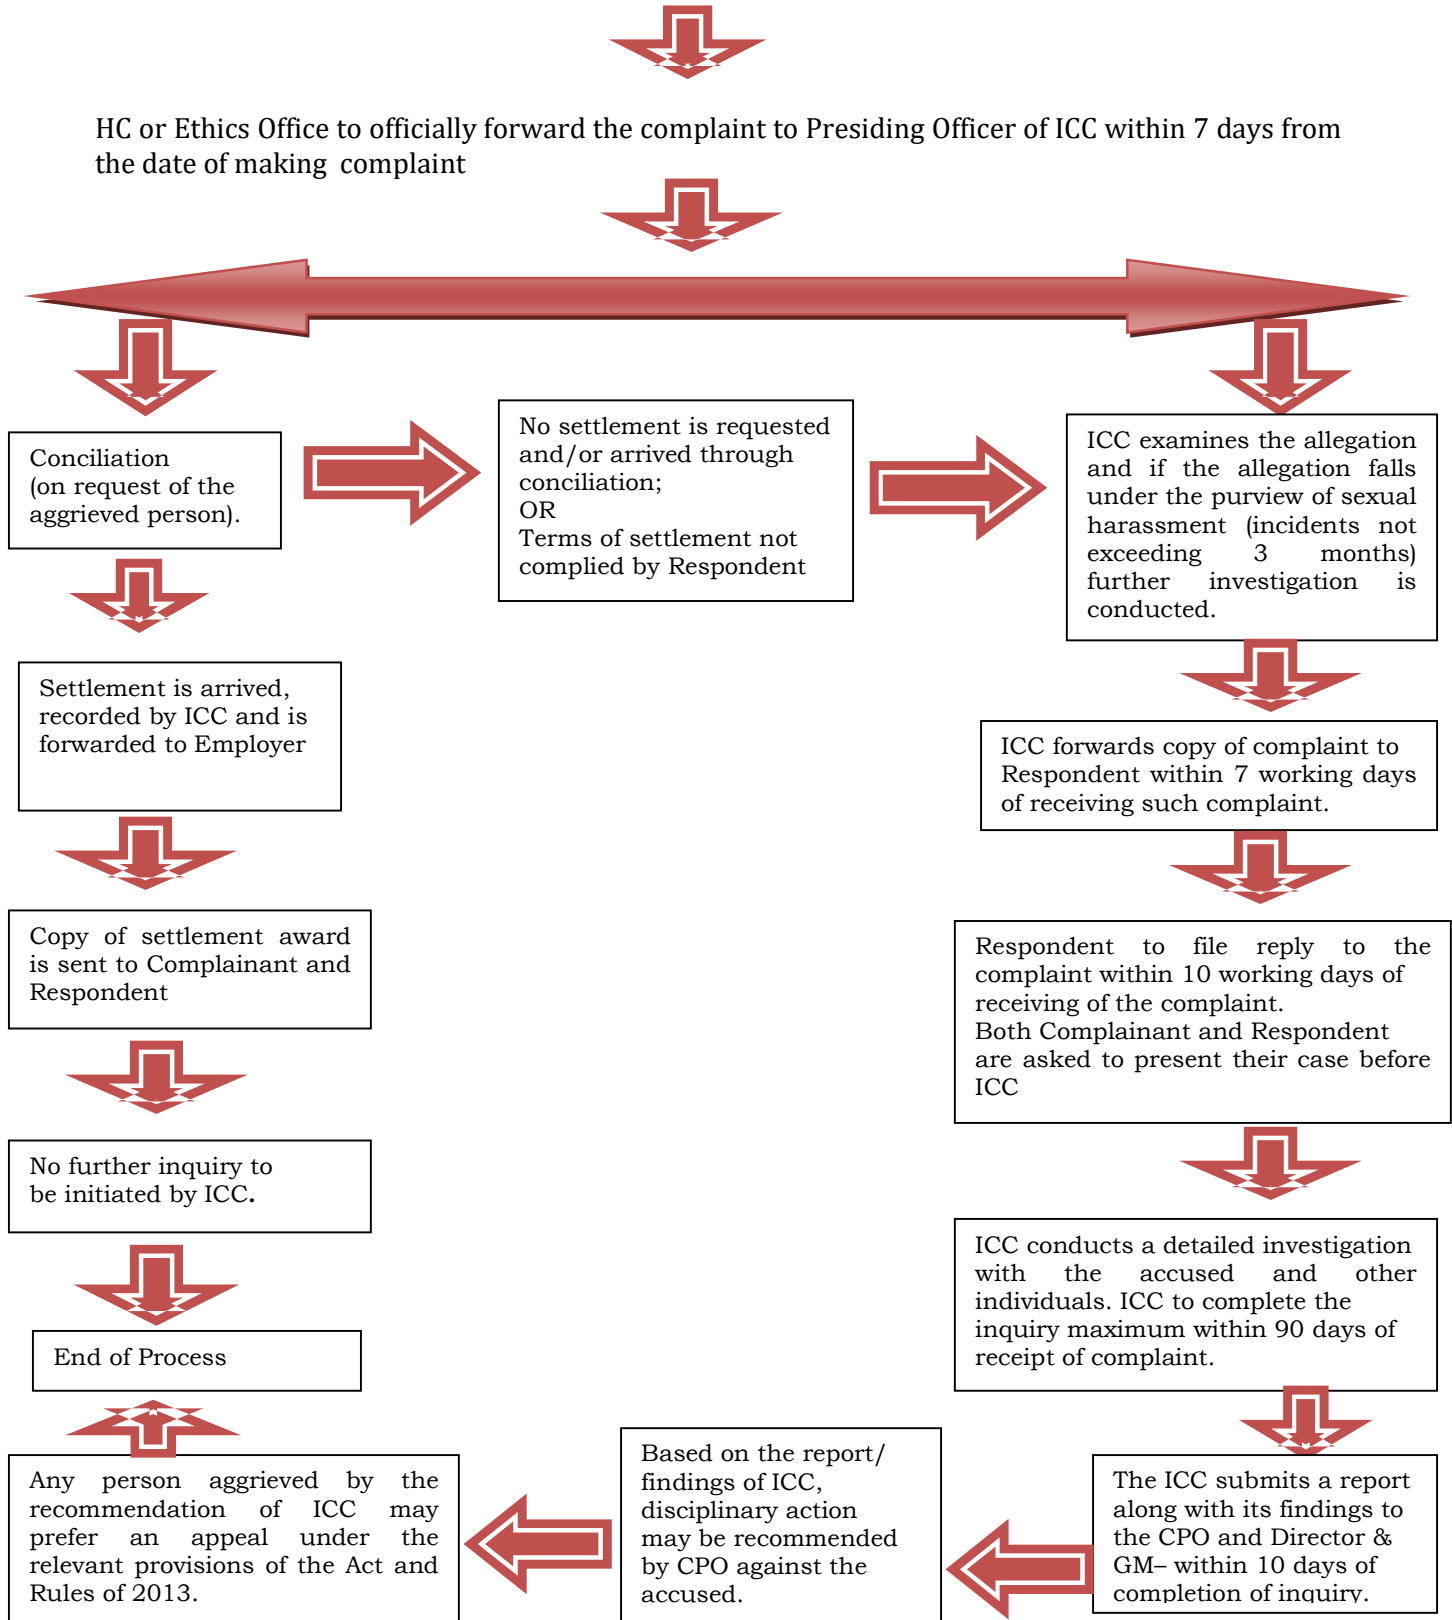 HC or Ethics Office to officially forward the complaint to Presiding Officer of ICC within 7 days from
the date of making complaint
Conciliation
(on request of the
aggrieved person).
No settlement is requested
and/or arrived through
conciliation;
OR
Terms of settlement not
complied by Respondent
ICC examines the allegation
and if the allegation falls
under the purview of sexual
harassment (incidents not
exceeding 3 months)
further investigation is
conducted.
Settlement is arrived,
recorded by ICC and is
forwarded to Employer
ICC forwards copy of complaint to
Respondent within 7 working days
of receiving such complaint.
Copy of settlement award
is sent to Complainant and
Respondent
Respondent to file reply to the
complaint within 10 working days of
receiving of the complaint.
Both Complainant and Respondent
are asked to present their case before
ICC
No further inquiry to
be initiated by ICC.
ICC conducts a detailed investigation
with the accused and other
individuals. ICC to complete the
inquiry maximum within 90 days of
receipt of complaint.
End of Process
The ICC submits a report
along with its findings to
the CPO and Director &
GM– within 10 days of
completion of inquiry.
Based on the report/
findings of ICC,
disciplinary action
may be recommended
by CPO against the
accused.
Any person aggrieved by the
recommendation of ICC may
prefer an appeal under the
relevant provisions of the Act and
Rules of 2013.